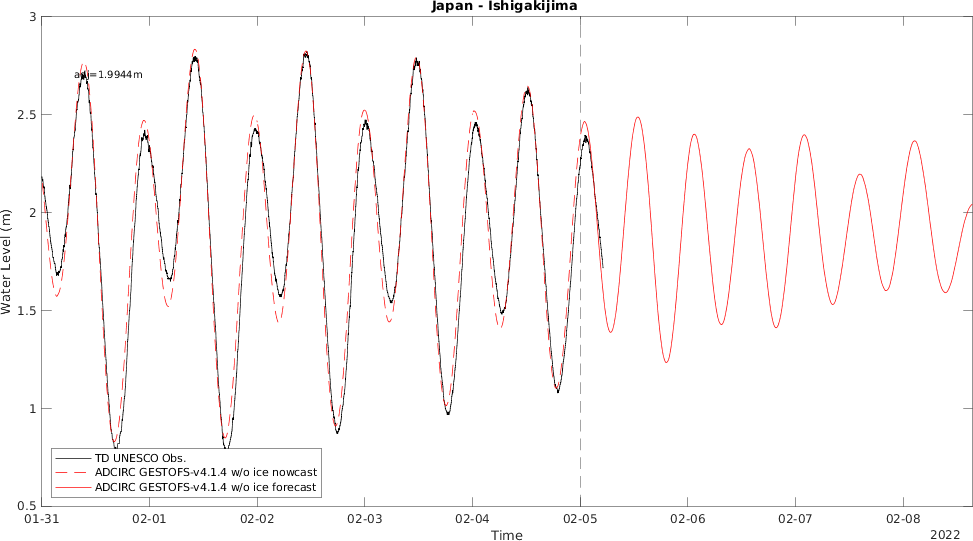 Japan - Ishigakijima
3
2.5
2
1.5
1
0.5
Water Level (m)
=1.9944m
TD UNESCO Obs.
ADCIRC GESTOFS-v4.1.4 w/o ice nowcast
ADCIRC GESTOFS-v4.1.4 w/o ice forecast
01-31
02-01
02-02
02-03
02-04
02-05
02-06
02-07
02-08
Time
2022